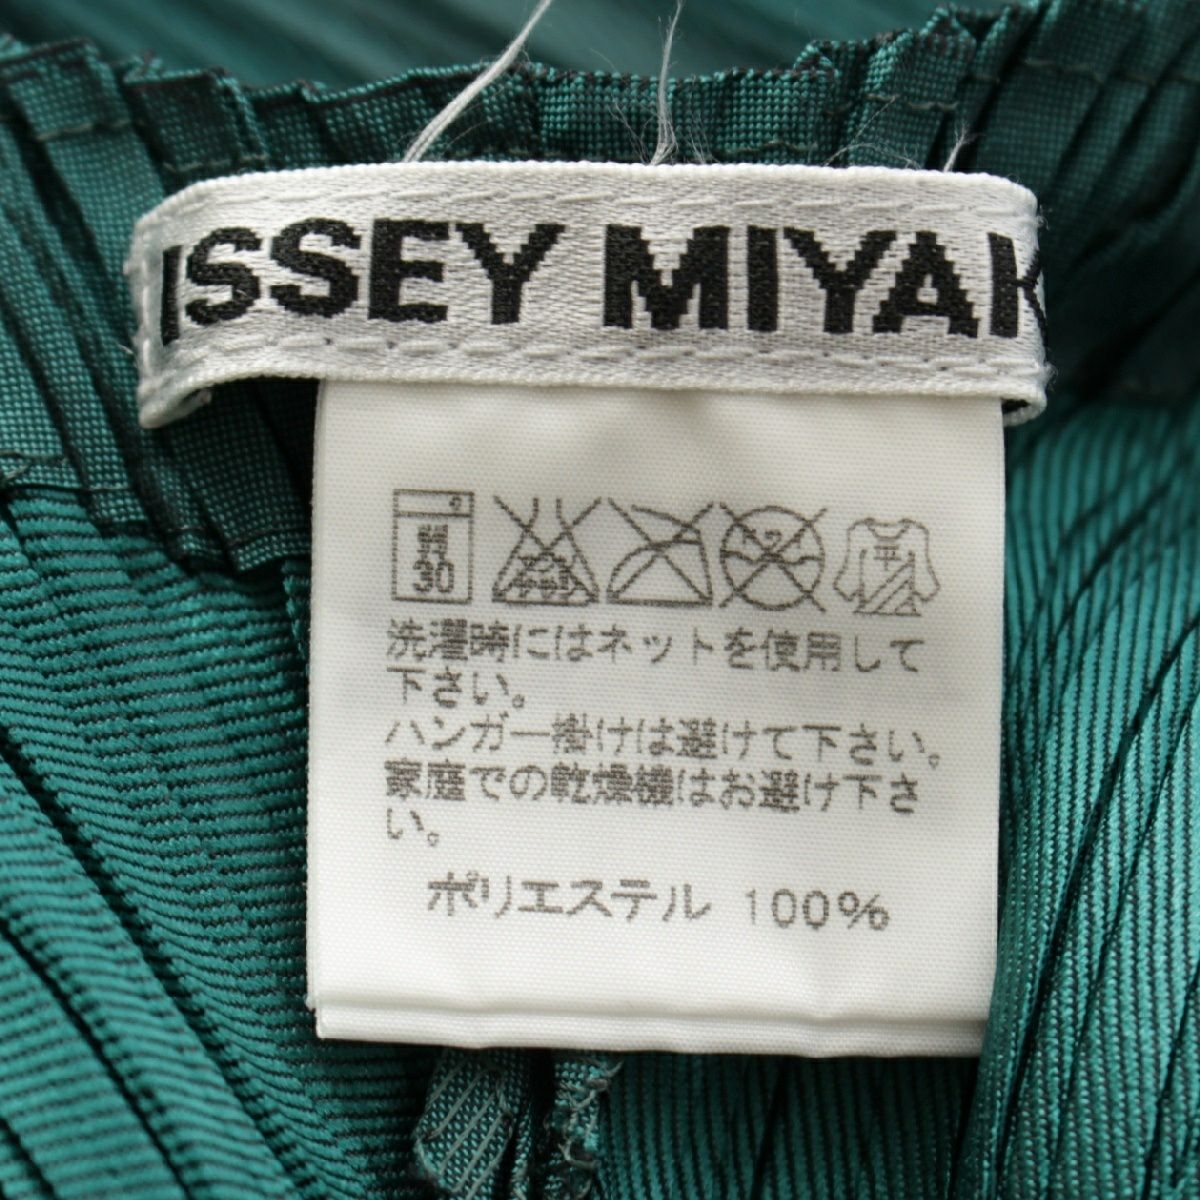 ISSEY MIYAK
30
平
洗濯時にはネットを使用して
下さい。
ハンガー掛けは避けて下さい。
家庭での乾燥機はお避け下さ
い。
ポリエステル 100%